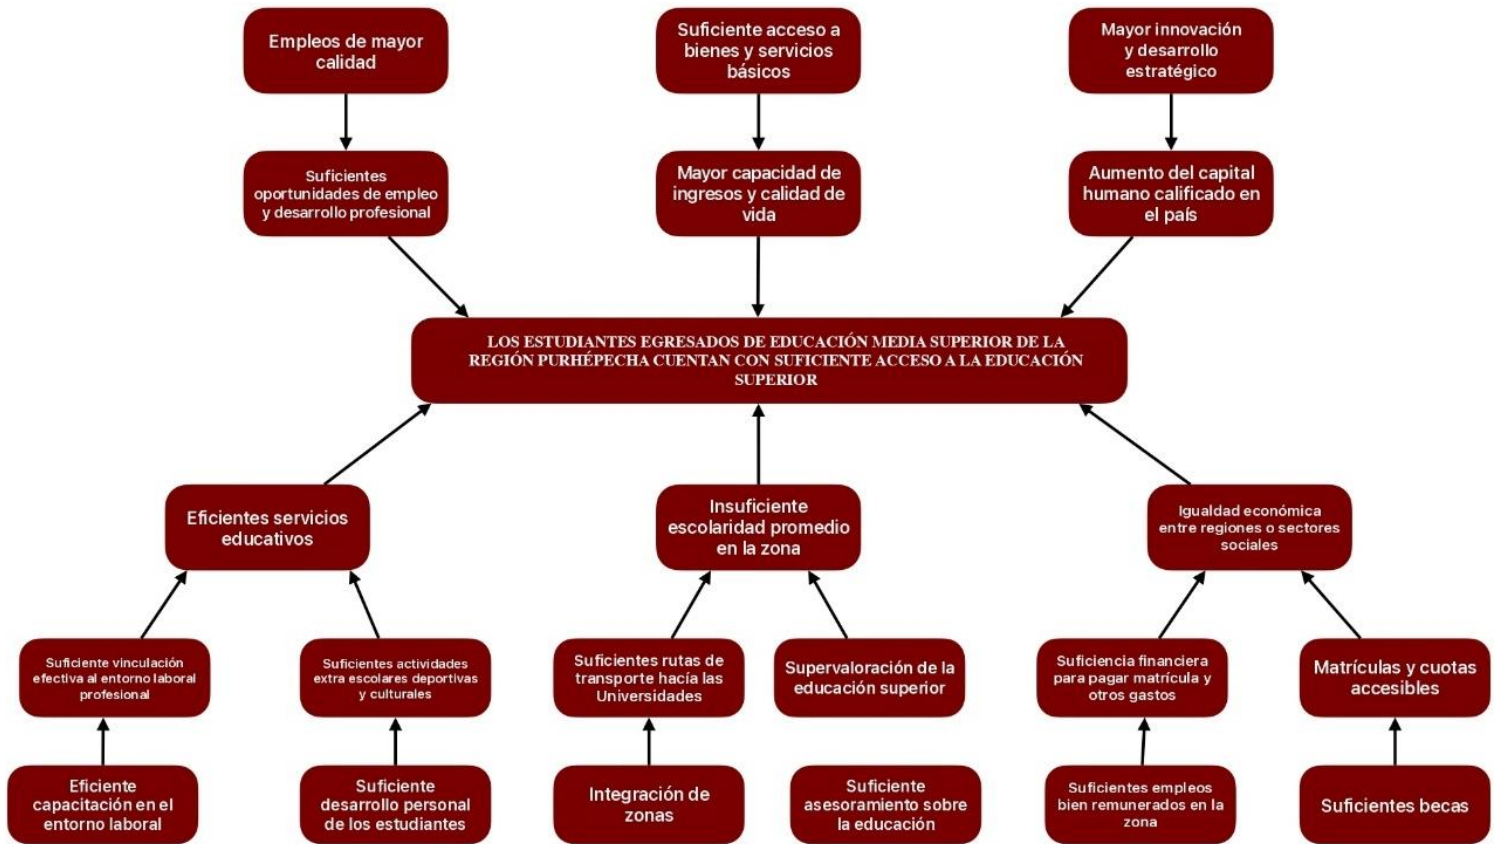 Empleos de mayor
calidad
Suficiente acceso a
bienes y servicios
básicos
Mayor innovación
y desarrollo
estratégico
Suficientes
oportunidades de empleo
y desarrollo profesional
Mayor capacidad de
ingresos y calidad de
vida
Aumento del capital
humano calificado en
el país
LOS ESTUDIANTES EGRESADOS DE EDUCACIÓN MEDIA SUPERIOR DE LA
REGIÓN PURHÉPECHA CUENTAN CON SUFICIENTE ACCESO A LA EDUCACIÓN
SUPERIOR
Eficientes servicios
educativos
Insuficiente
escolaridad promedio
en la zona
Igualdad económica
entre regiones o sectores
sociales
Suficiente vinculación
efectiva al entorno laboral
profesional
Suficientes actividades
extra escolares deportivas
y culturales
Suficientes rutas de
transporte hacía las
Universidades
Supervaloración de la
educación superior
Suficiencia financiera
para pagar matrícula y
otros gastos
Matrículas y cuotas
accesibles
Eficiente
capacitación en el
entorno laboral
Suficiente
desarrollo personal
de los estudiantes
Integración de
zonas
Suficiente
asesoramiento sobre
la educación
Suficientes empleos
bien remunerados en la
zona
Suficientes becas